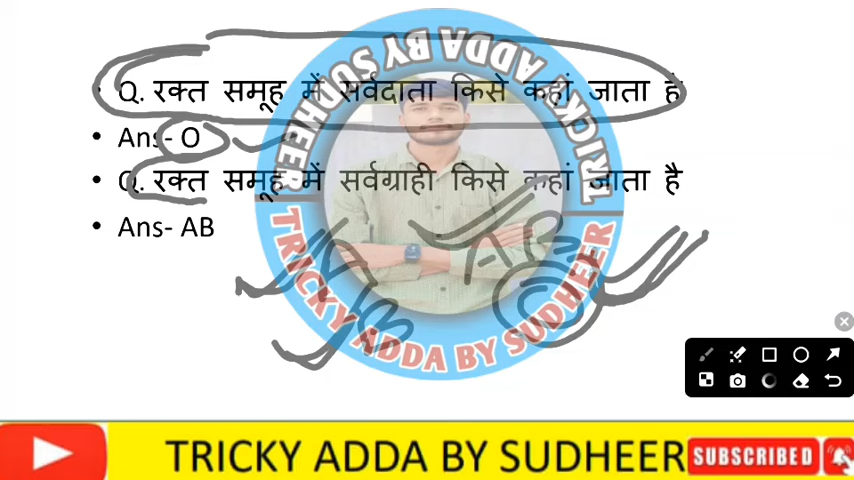 Q. रक्त समूह में सर्वदाता किसे कहां जाता है
Ans- O
Q. रक्त समूह में सर्वग्राही किसे कहां जाता है
Ans- AB
TRICKY ADDA BY SUDHEER
TRICKY ADDA BY SUDHEER
TRICKY ADDA BY SUDHEER
SUBSCRIBED